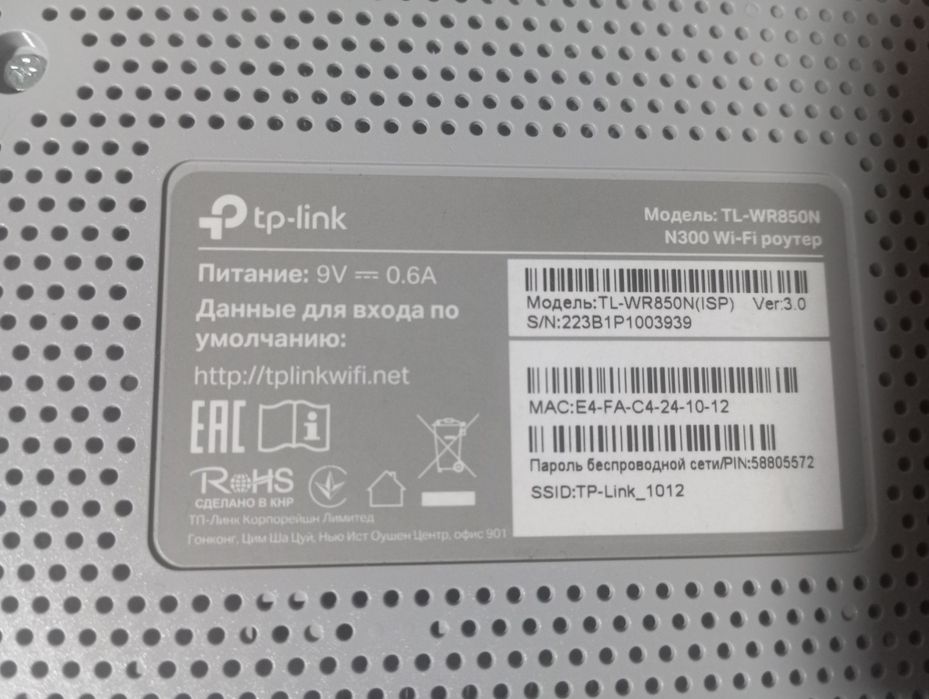 tp-link
Модель: TL-WR850N
N300 Wi-Fi роутер
Питание: 9V ⎓ 0.6A
Данные для входа по
умолчанию:
http://tplinkwifi.net
EAC
i
RoHS
СДЕЛАНО В КНР
ТП-Линк Корпорейшн Лимитед
Гонконг, Цим Ша Цуй, Нью Ист Оушен Центр, офис 901
Модель:TL-WR850N(ISP) Ver:3.0
S/N:223B1P1003939
MAC:E4-FA-C4-24-10-12
Пароль беспроводной сети/PIN:58805572
SSID:TP-Link_1012